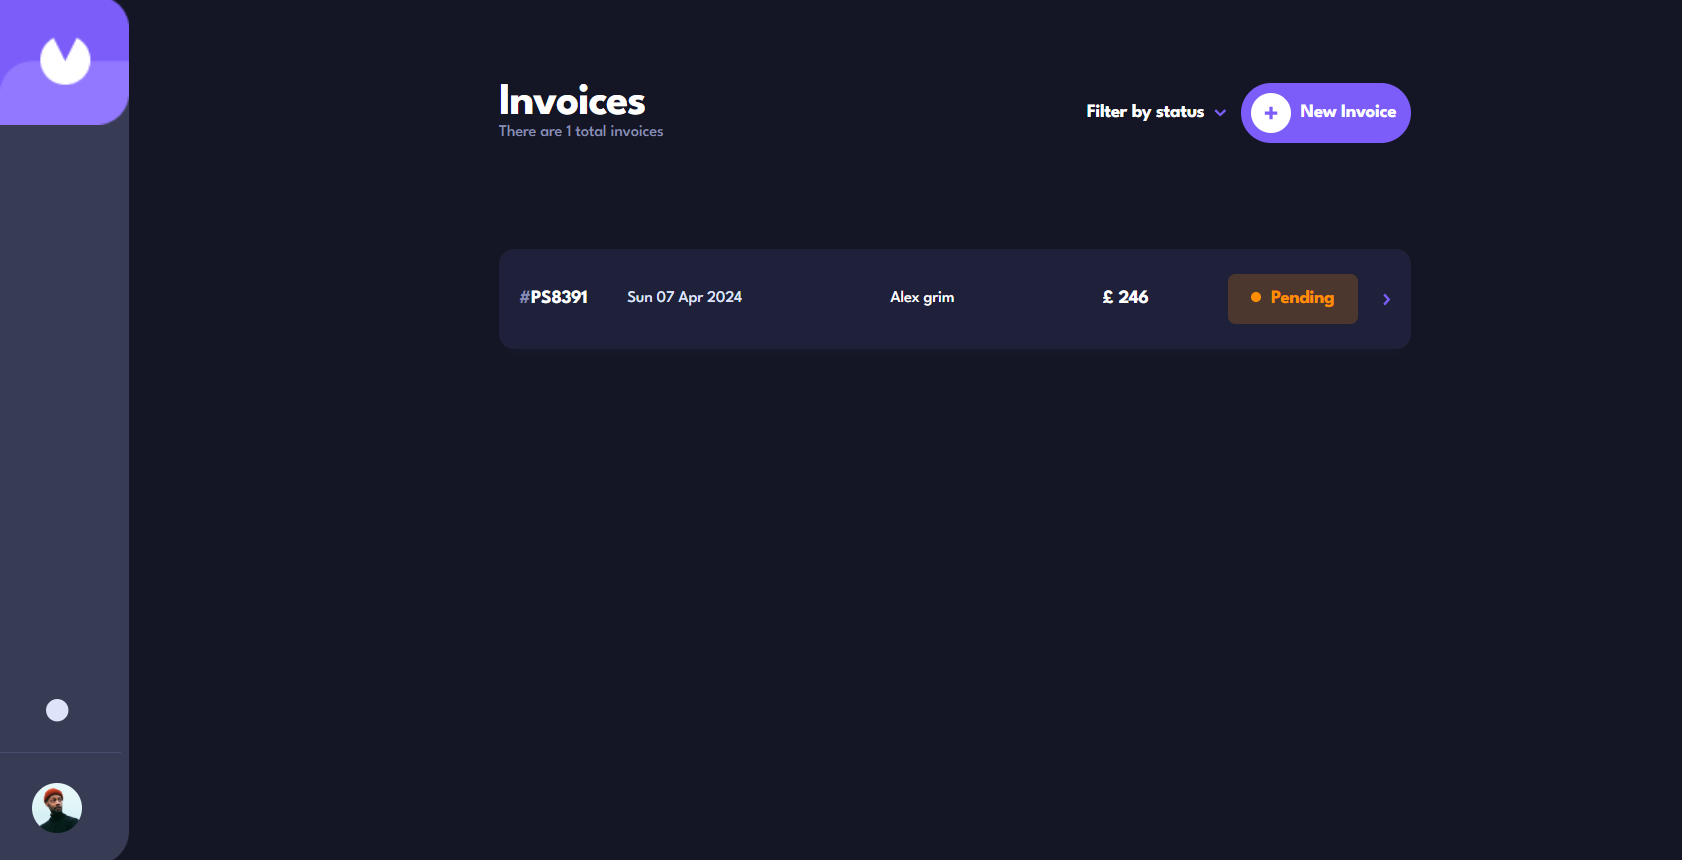 Invoices
There are 1 total invoices
Filter by status
New Invoice
#PS8391 Sun 07 Apr 2024 Alex grim £ 246 Pending